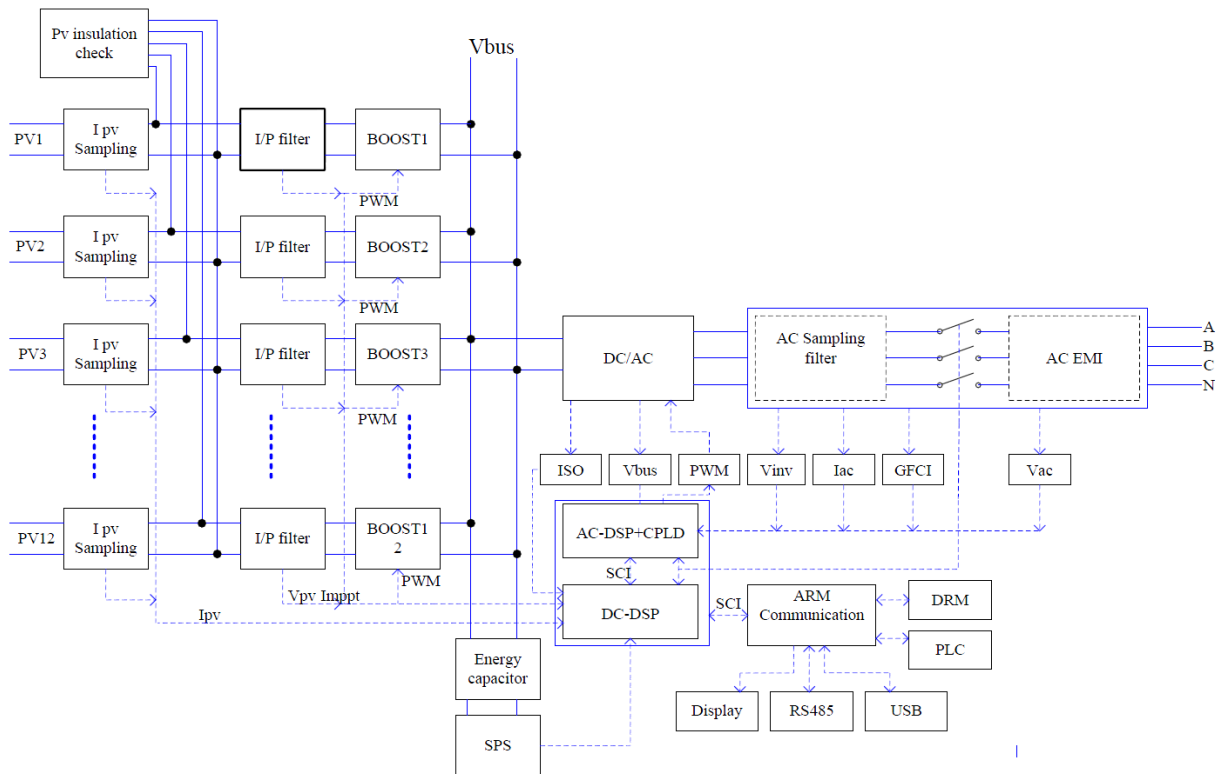 Pv insulation
check
Vbus
PV1
I pv
Sampling
I/P filter
BOOST1
PWM
PV2
I pv
Sampling
I/P filter
BOOST2
PWM
PV3
I pv
Sampling
I/P filter
BOOST3
PWM
DC/AC
AC Sampling
filter
AC EMI
A
B
C
N
ISO
Vbus
PWM
Vinv
Iac
GFCI
Vac
PV12
I pv
Sampling
I/P filter
BOOST1
2
PWM
AC-DSP+CPLD
SCI
Vpv Imppt
Ipv
DC-DSP
SCI
ARM
Communication
DRM
PLC
Energy
capacitor
Display
RS485
USB
SPS